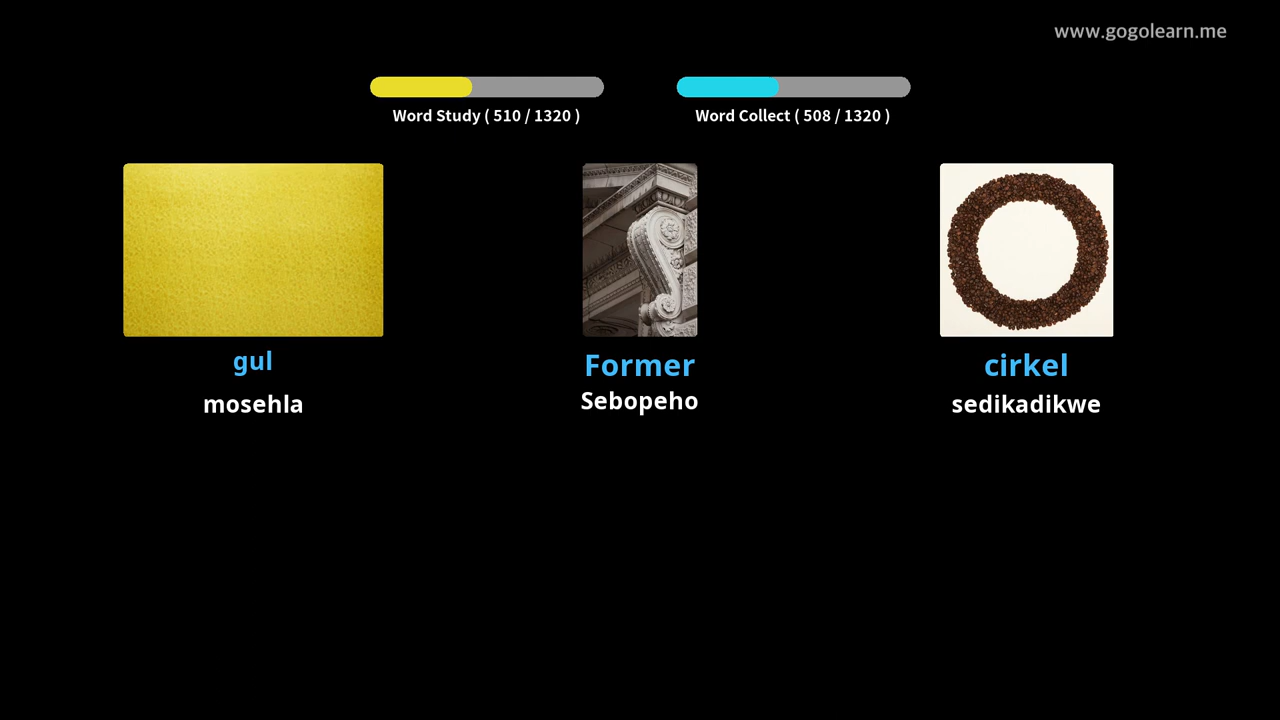 www.gogolearn.me
Word Study ( 510 / 1320 )
Word Collect ( 508 / 1320 )
gul
mosehla
Former
Sebopeho
cirkel
sedikadikwe